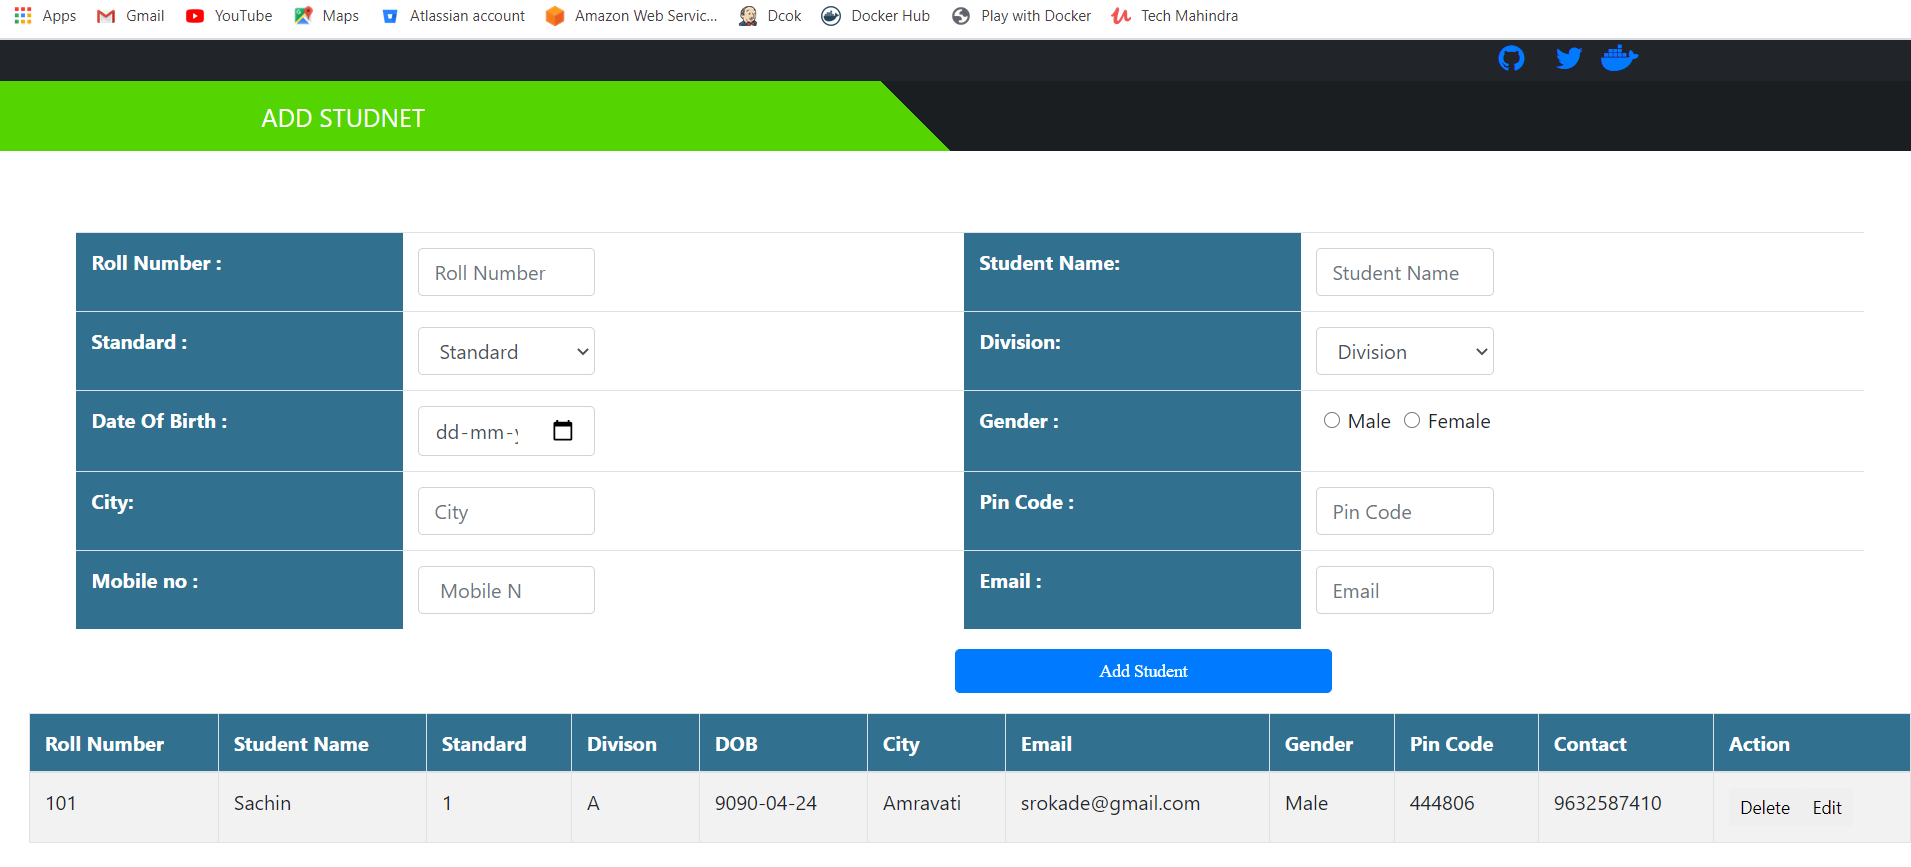 Apps Gmail YouTube Maps Atlassian account Amazon Web Servic... Dcok Docker Hub Play with Docker Tech Mahindra
ADD STUDNET
Roll Number : Roll Number Student Name: Student Name
Standard : Standard Division: Division
Date Of Birth : dd-mm-y Gender : Male Female
City: City Pin Code : Pin Code
Mobile no : Mobile N Email : Email
Add Student
Roll Number Student Name Standard Divison DOB City Email Gender Pin Code Contact Action
101 Sachin 1 A 9090-04-24 Amravati srokade@gmail.com Male 444806 9632587410 Delete Edit